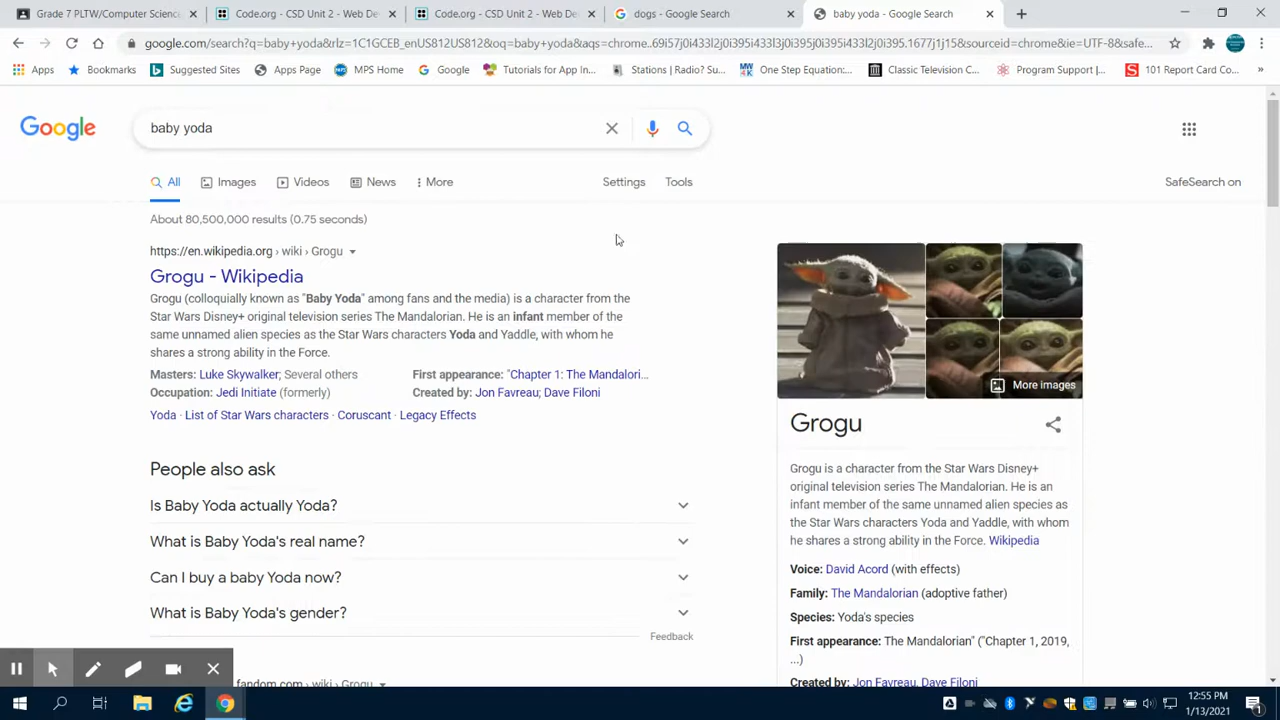 Grade 7 PLTW/Computer Science
Code.org - CSD Unit 2 - Web De
Code.org - CSD Unit 2 - Web De
dogs - Google Search
baby yoda - Google Search
google.com/search?q=baby+yoda&rlz=1C1GCEB_enUS812US812&oq=baby+yoda&aqs=chrome..69i57j0i433l2j0i395i433l3j0i395.1677j1j15&sourceid=chrome&ie=UTF-8&safe...
Apps
Bookmarks
Suggested Sites
Apps Page
MPS Home
Google
Tutorials for App In...
Stations | Radio? Su...
One Step Equation:...
Classic Television C...
Program Support |...
101 Report Card Co...
»
Google
baby yoda
All
Images
Videos
News
More
Settings
Tools
SafeSearch on
About 80,500,000 results (0.75 seconds)
https://en.wikipedia.org › wiki › Grogu
Grogu - Wikipedia
Grogu (colloquially known as "Baby Yoda" among fans and the media) is a character from the
Star Wars Disney+ original television series The Mandalorian. He is an infant member of the
same unnamed alien species as the Star Wars characters Yoda and Yaddle, with whom he
shares a strong ability in the Force.
Masters: Luke Skywalker; Several others
First appearance: "Chapter 1: The Mandalori...
Occupation: Jedi Initiate (formerly)
Created by: Jon Favreau; Dave Filoni
Yoda · List of Star Wars characters · Coruscant · Legacy Effects
People also ask
Is Baby Yoda actually Yoda?
What is Baby Yoda's real name?
Can I buy a baby Yoda now?
What is Baby Yoda's gender?
Feedback
fandom.com › wiki › Grogu
More images
Grogu
Grogu is a character from the Star Wars Disney+
original television series The Mandalorian. He is an
infant member of the same unnamed alien species as
the Star Wars characters Yoda and Yaddle, with whom
he shares a strong ability in the Force. Wikipedia
Voice: David Acord (with effects)
Family: The Mandalorian (adoptive father)
Species: Yoda's species
First appearance: The Mandalorian" ("Chapter 1, 2019,
...)
Created by: Jon Favreau, Dave Filoni
12:55 PM
1/13/2021